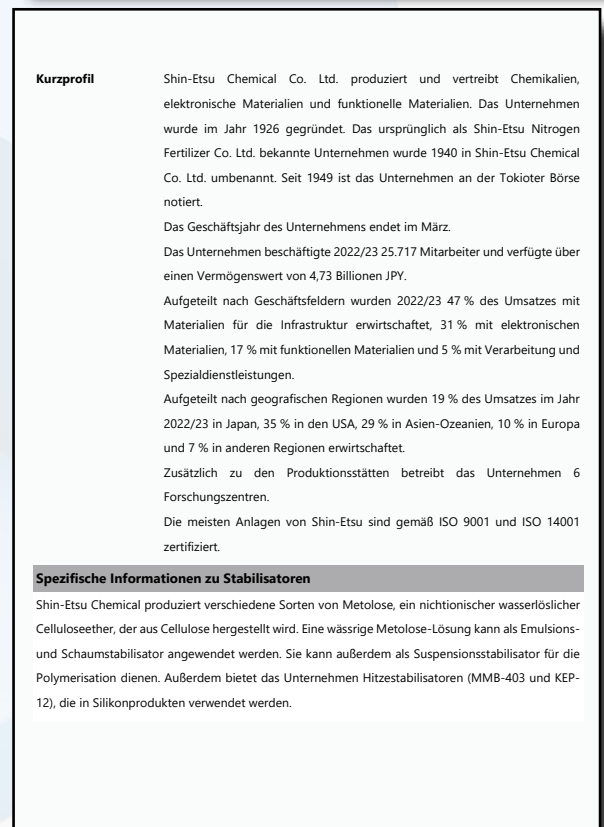 Kurzprofil
Shin-Etsu Chemical Co. Ltd. produziert und vertreibt Chemikalien,
elektronische Materialien und funktionelle Materialien. Das Unternehmen
wurde im Jahr 1926 gegründet. Das ursprünglich als Shin-Etsu Nitrogen
Fertilizer Co. Ltd. bekannte Unternehmen wurde 1940 in Shin-Etsu Chemical
Co. Ltd. umbenannt. Seit 1949 ist das Unternehmen an der Tokioter Börse
notiert.
Das Geschäftsjahr des Unternehmens endet im März.
Das Unternehmen beschäftigte 2022/23 25.717 Mitarbeiter und verfügte über
einen Vermögenswert von 4,73 Billionen JPY.
Aufgeteilt nach Geschäftsfeldern wurden 2022/23 47 % des Umsatzes mit
Materialien für die Infrastruktur erwirtschaftet, 31 % mit elektronischen
Materialien, 17 % mit funktionellen Materialien und 5 % mit Verarbeitung und
Spezialdienstleistungen.
Aufgeteilt nach geografischen Regionen wurden 19 % des Umsatzes im Jahr
2022/23 in Japan, 35 % in den USA, 29 % in Asien-Ozeanien, 10 % in Europa
und 7 % in anderen Regionen erwirtschaftet.
Zusätzlich zu den Produktionsstätten betreibt das Unternehmen 6
Forschungszentren.
Die meisten Anlagen von Shin-Etsu sind gemäß ISO 9001 und ISO 14001
zertifiziert.
Spezifische Informationen zu Stabilisatoren
Shin-Etsu Chemical produziert verschiedene Sorten von Metolose, ein nichtionischer wasserlöslicher
Celluloseether, der aus Cellulose hergestellt wird. Eine wässrige Metolose-Lösung kann als Emulsions-
und Schaumstabilisator angewendet werden. Sie kann außerdem als Suspensionsstabilisator für die
Polymerisation dienen. Außerdem bietet das Unternehmen Hitzestabilisatoren (MMB-403 und KEP-
12), die in Silikonprodukten verwendet werden.